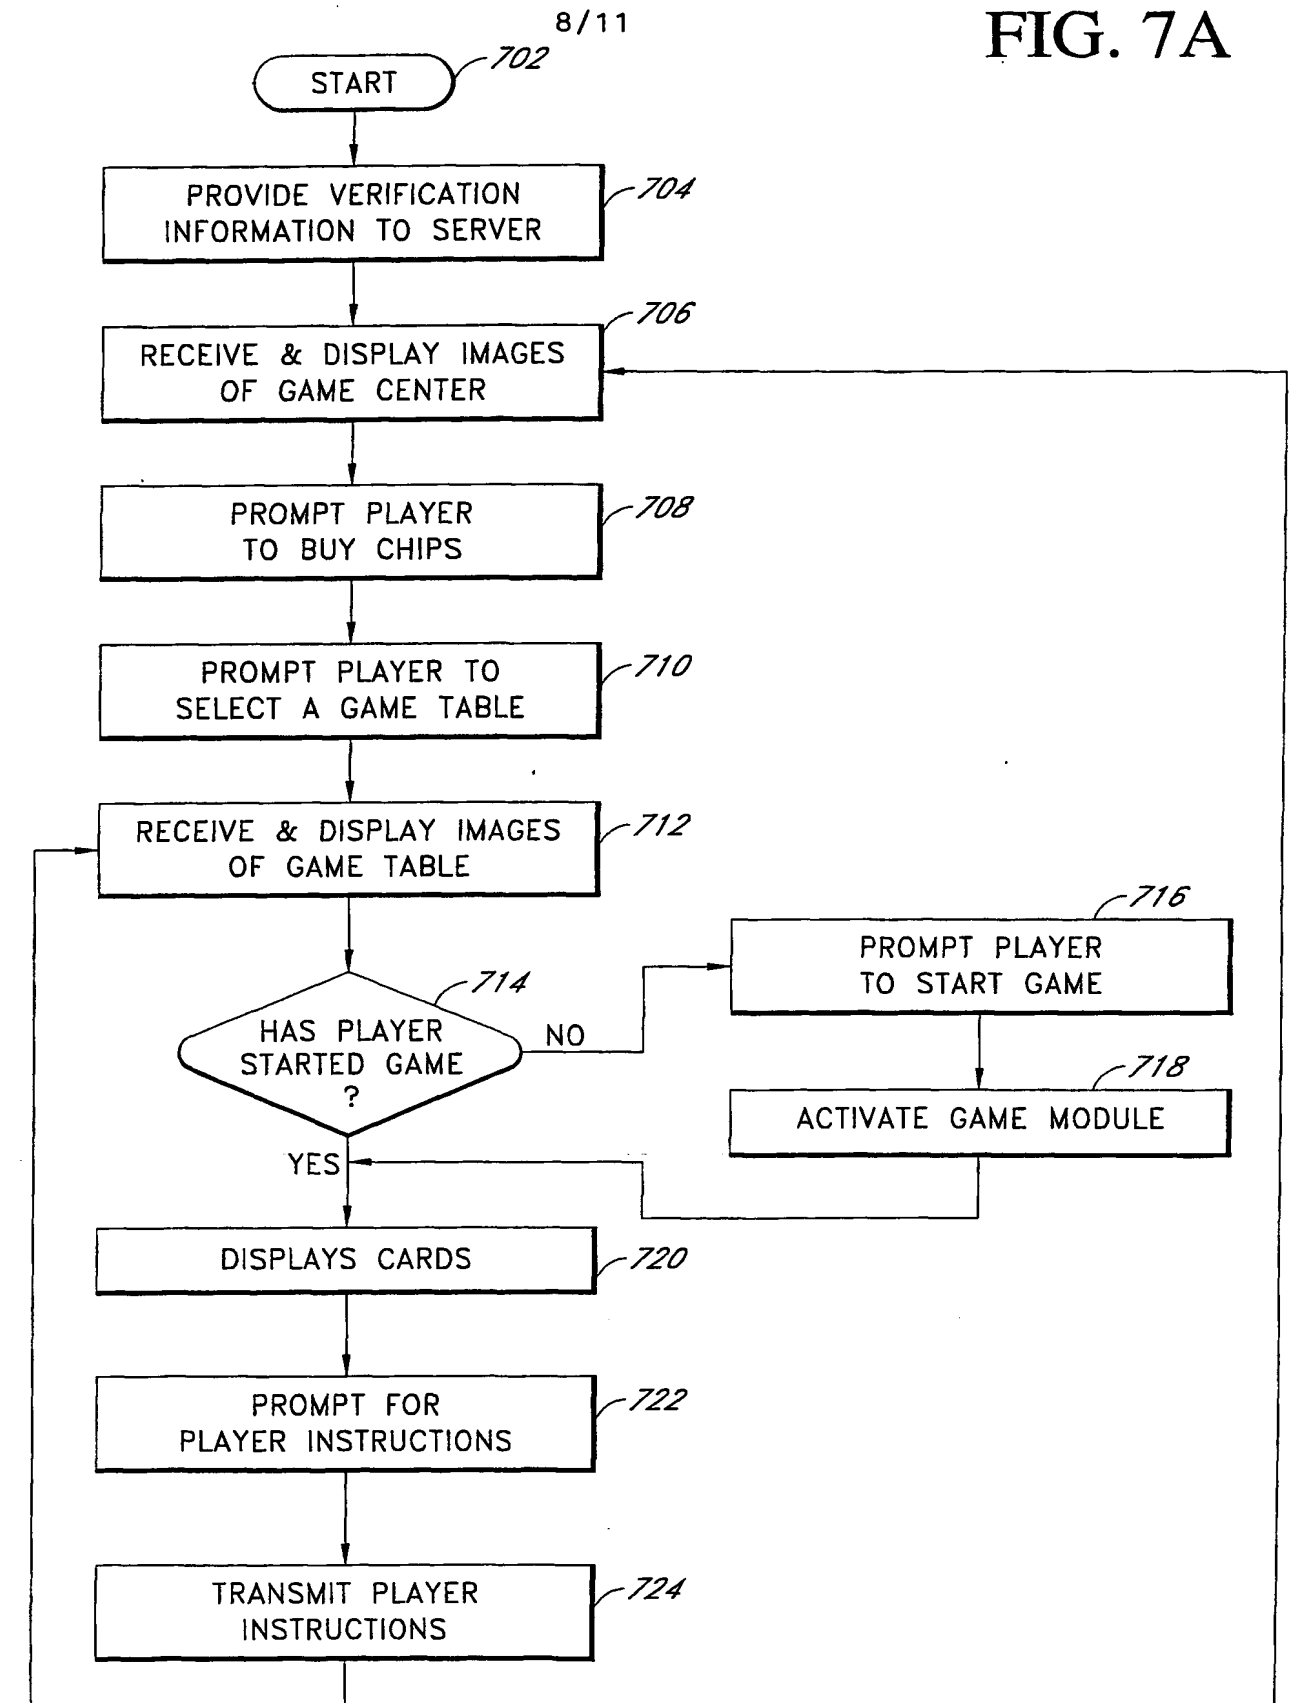 8/11
FIG. 7A
START
702
PROVIDE VERIFICATION
INFORMATION TO SERVER
704
706
RECEIVE & DISPLAY IMAGES
OF GAME CENTER
PROMPT PLAYER
TO BUY CHIPS
708
PROMPT PLAYER TO
SELECT A GAME TABLE
710
RECEIVE & DISPLAY IMAGES
OF GAME TABLE
712
714
HAS PLAYER
STARTED GAME
?
NO
716
PROMPT PLAYER
TO START GAME
718
ACTIVATE GAME MODULE
YES
DISPLAYS CARDS
720
PROMPT FOR
PLAYER INSTRUCTIONS
722
TRANSMIT PLAYER
INSTRUCTIONS
724